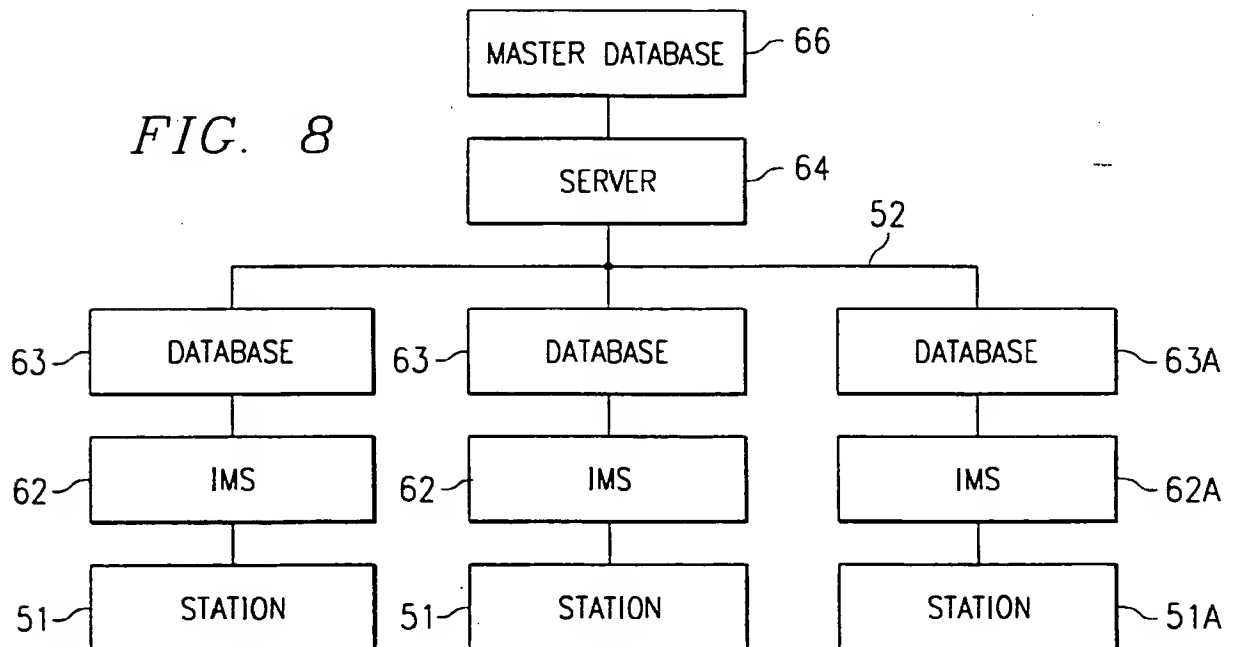 MASTER DATABASE 66
FIG. 8
SERVER 64
52
63 DATABASE 63 DATABASE DATABASE 63A
62 IMS 62 IMS IMS 62A
51 STATION 51 STATION STATION 51A